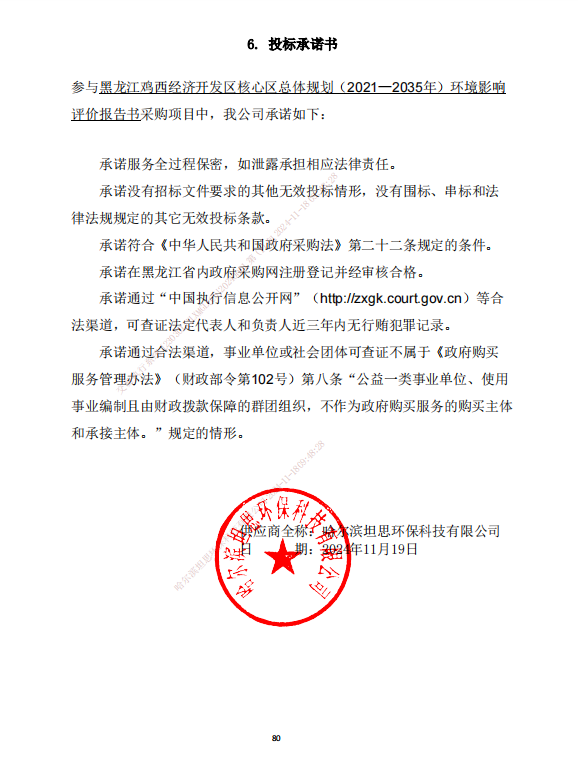 6. 投标承诺书
参与黑龙江鸡西经济开发区核心区总体规划（2021—2035年）环境影响
评价报告书采购项目中，我公司承诺如下：
承诺服务全过程保密，如泄露承担相应法律责任。
承诺没有招标文件要求的其他无效投标情形，没有围标、串标和法
律法规规定的其它无效投标条款。
承诺符合《中华人民共和国政府采购法》第二十二条规定的条件。
承诺在黑龙江省内政府采购网注册登记并经审核合格。
承诺通过“中国执行信息公开网”（http://zxgk.court.gov.cn）等合
法渠道，可查证法定代表人和负责人近三年内无行贿犯罪记录。
承诺通过合法渠道，事业单位或社会团体可查证不属于《政府购买
服务管理办法》（财政部令第102号）第八条“公益一类事业单位、使用
事业编制且由财政拨款保障的群团组织，不作为政府购买服务的购买主体
和承接主体。”规定的情形。
供应商全称：哈尔滨坦思环保科技有限公司
日 期：2024年11月19日
哈尔滨坦思环保科技有限公司
80